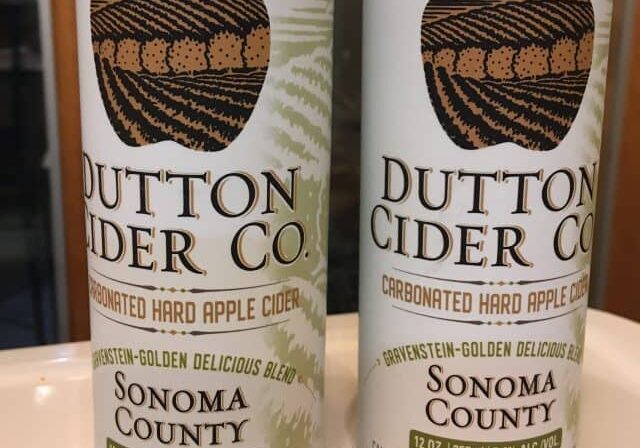 DUTTON
CIDER CO.
CARBONATED HARD APPLE CIDER
GRAVENSTEIN-GOLDEN DELICIOUS BLEND
SONOMA
COUNTY
DUTTON
CIDER CO
CARBONATED HARD APPLE CIDER
GRAVENSTEIN-GOLDEN DELICIOUS BLEND
SONOMA
COUNTY
12 OZ